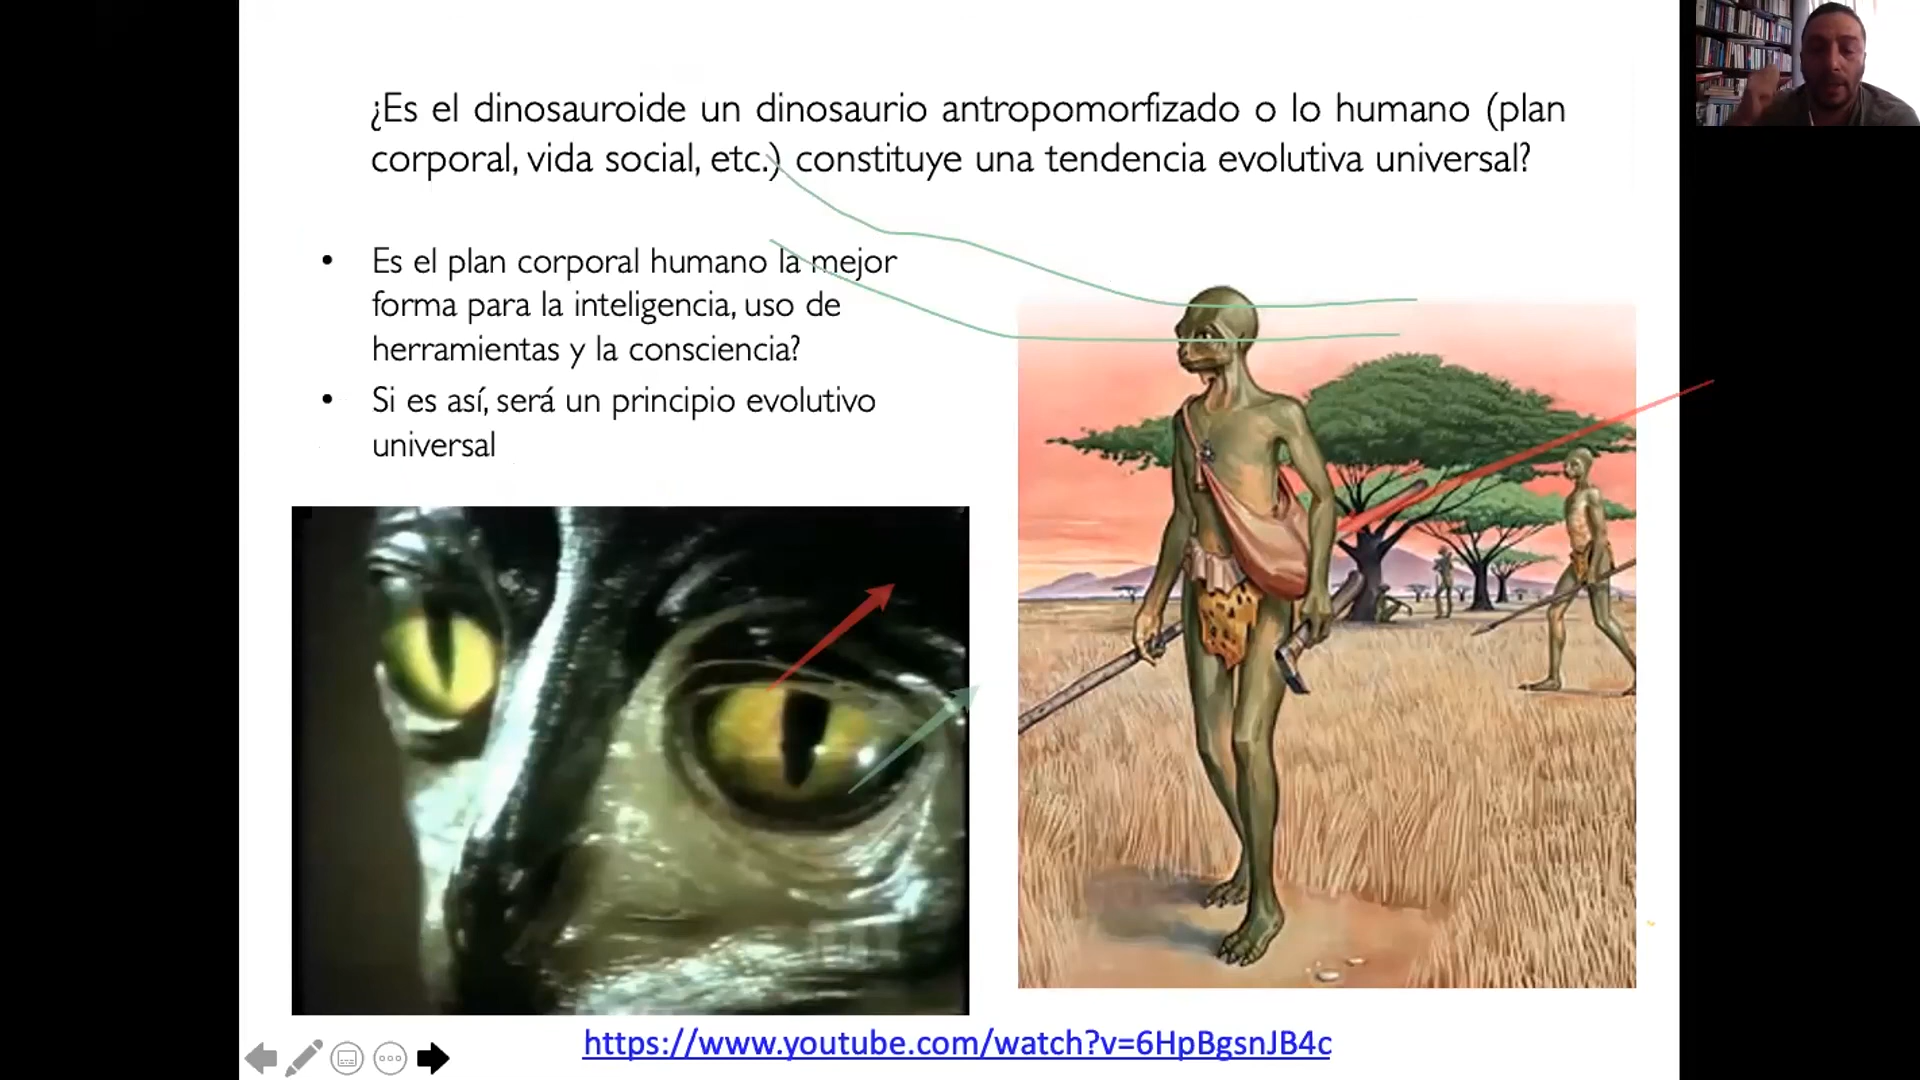 ¿Es el dinosauroide un dinosaurio antropomorfizado o lo humano (plan
corporal, vida social, etc.) constituye una tendencia evolutiva universal?
• Es el plan corporal humano la mejor
forma para la inteligencia, uso de
herramientas y la consciencia?
• Si es así, será un principio evolutivo
universal
https://www.youtube.com/watch?v=6HpBgsnJB4c